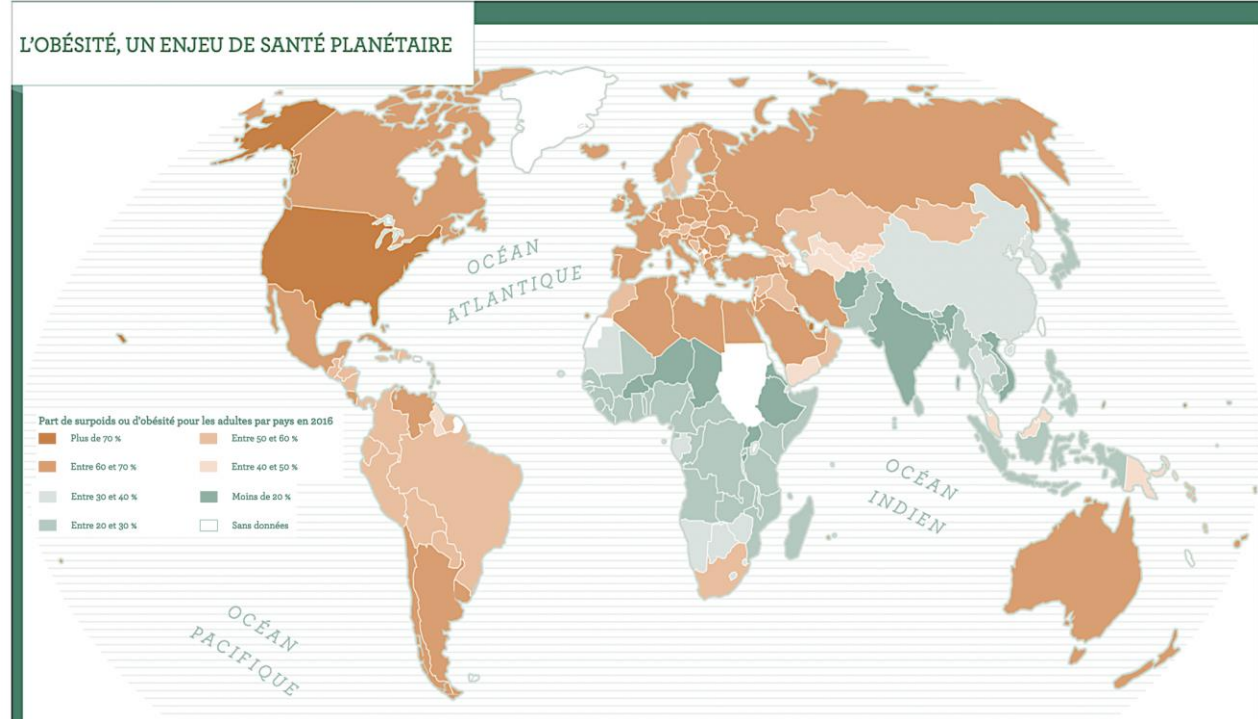 L'OBÉSITÉ, UN ENJEU DE SANTÉ PLANÉTAIRE
OCÉAN
ATLANTIQUE
Part de surpoids ou d'obésité pour les adultes par pays en 2016
Plus de 70 %
Entre 50 et 60 %
Entre 60 et 70 %
Entre 40 et 50 %
Entre 30 et 40 %
Moins de 20 %
Entre 20 et 30 %
Sans données
OCÉAN
INDIEN
OCÉAN
PACIFIQUE